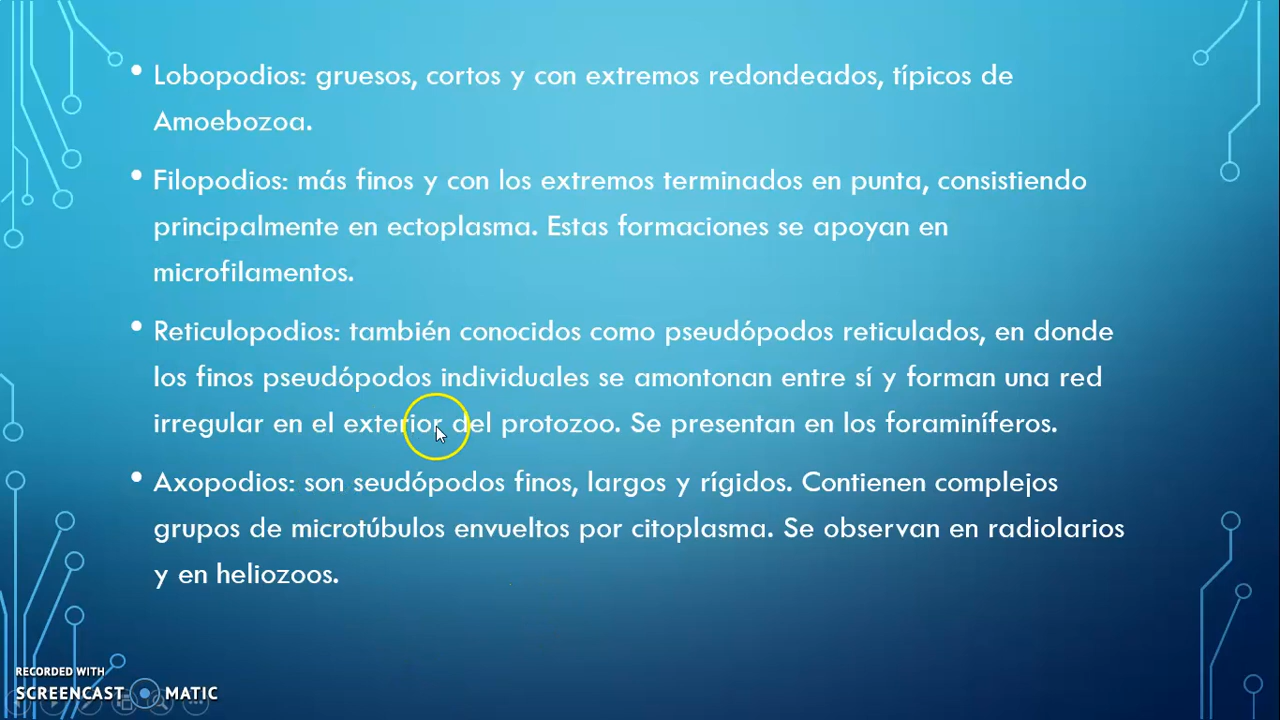 • Lobopodios: gruesos, cortos y con extremos redondeados, típicos de
Amoebozoa.
• Filopodios: más finos y con los extremos terminados en punta, consistiendo
principalmente en ectoplasma. Estas formaciones se apoyan en
microfilamentos.
• Reticulopodios: también conocidos como pseudópodos reticulados, en donde
los finos pseudópodos individuales se amontonan entre sí y forman una red
irregular en el exterior del protozoo. Se presentan en los foraminíferos.
• Axopodios: son seudópodos finos, largos y rígidos. Contienen complejos
grupos de microtúbulos envueltos por citoplasma. Se observan en radiolarios
y en heliozoos.
RECORDED WITH
SCREENCAST MATIC